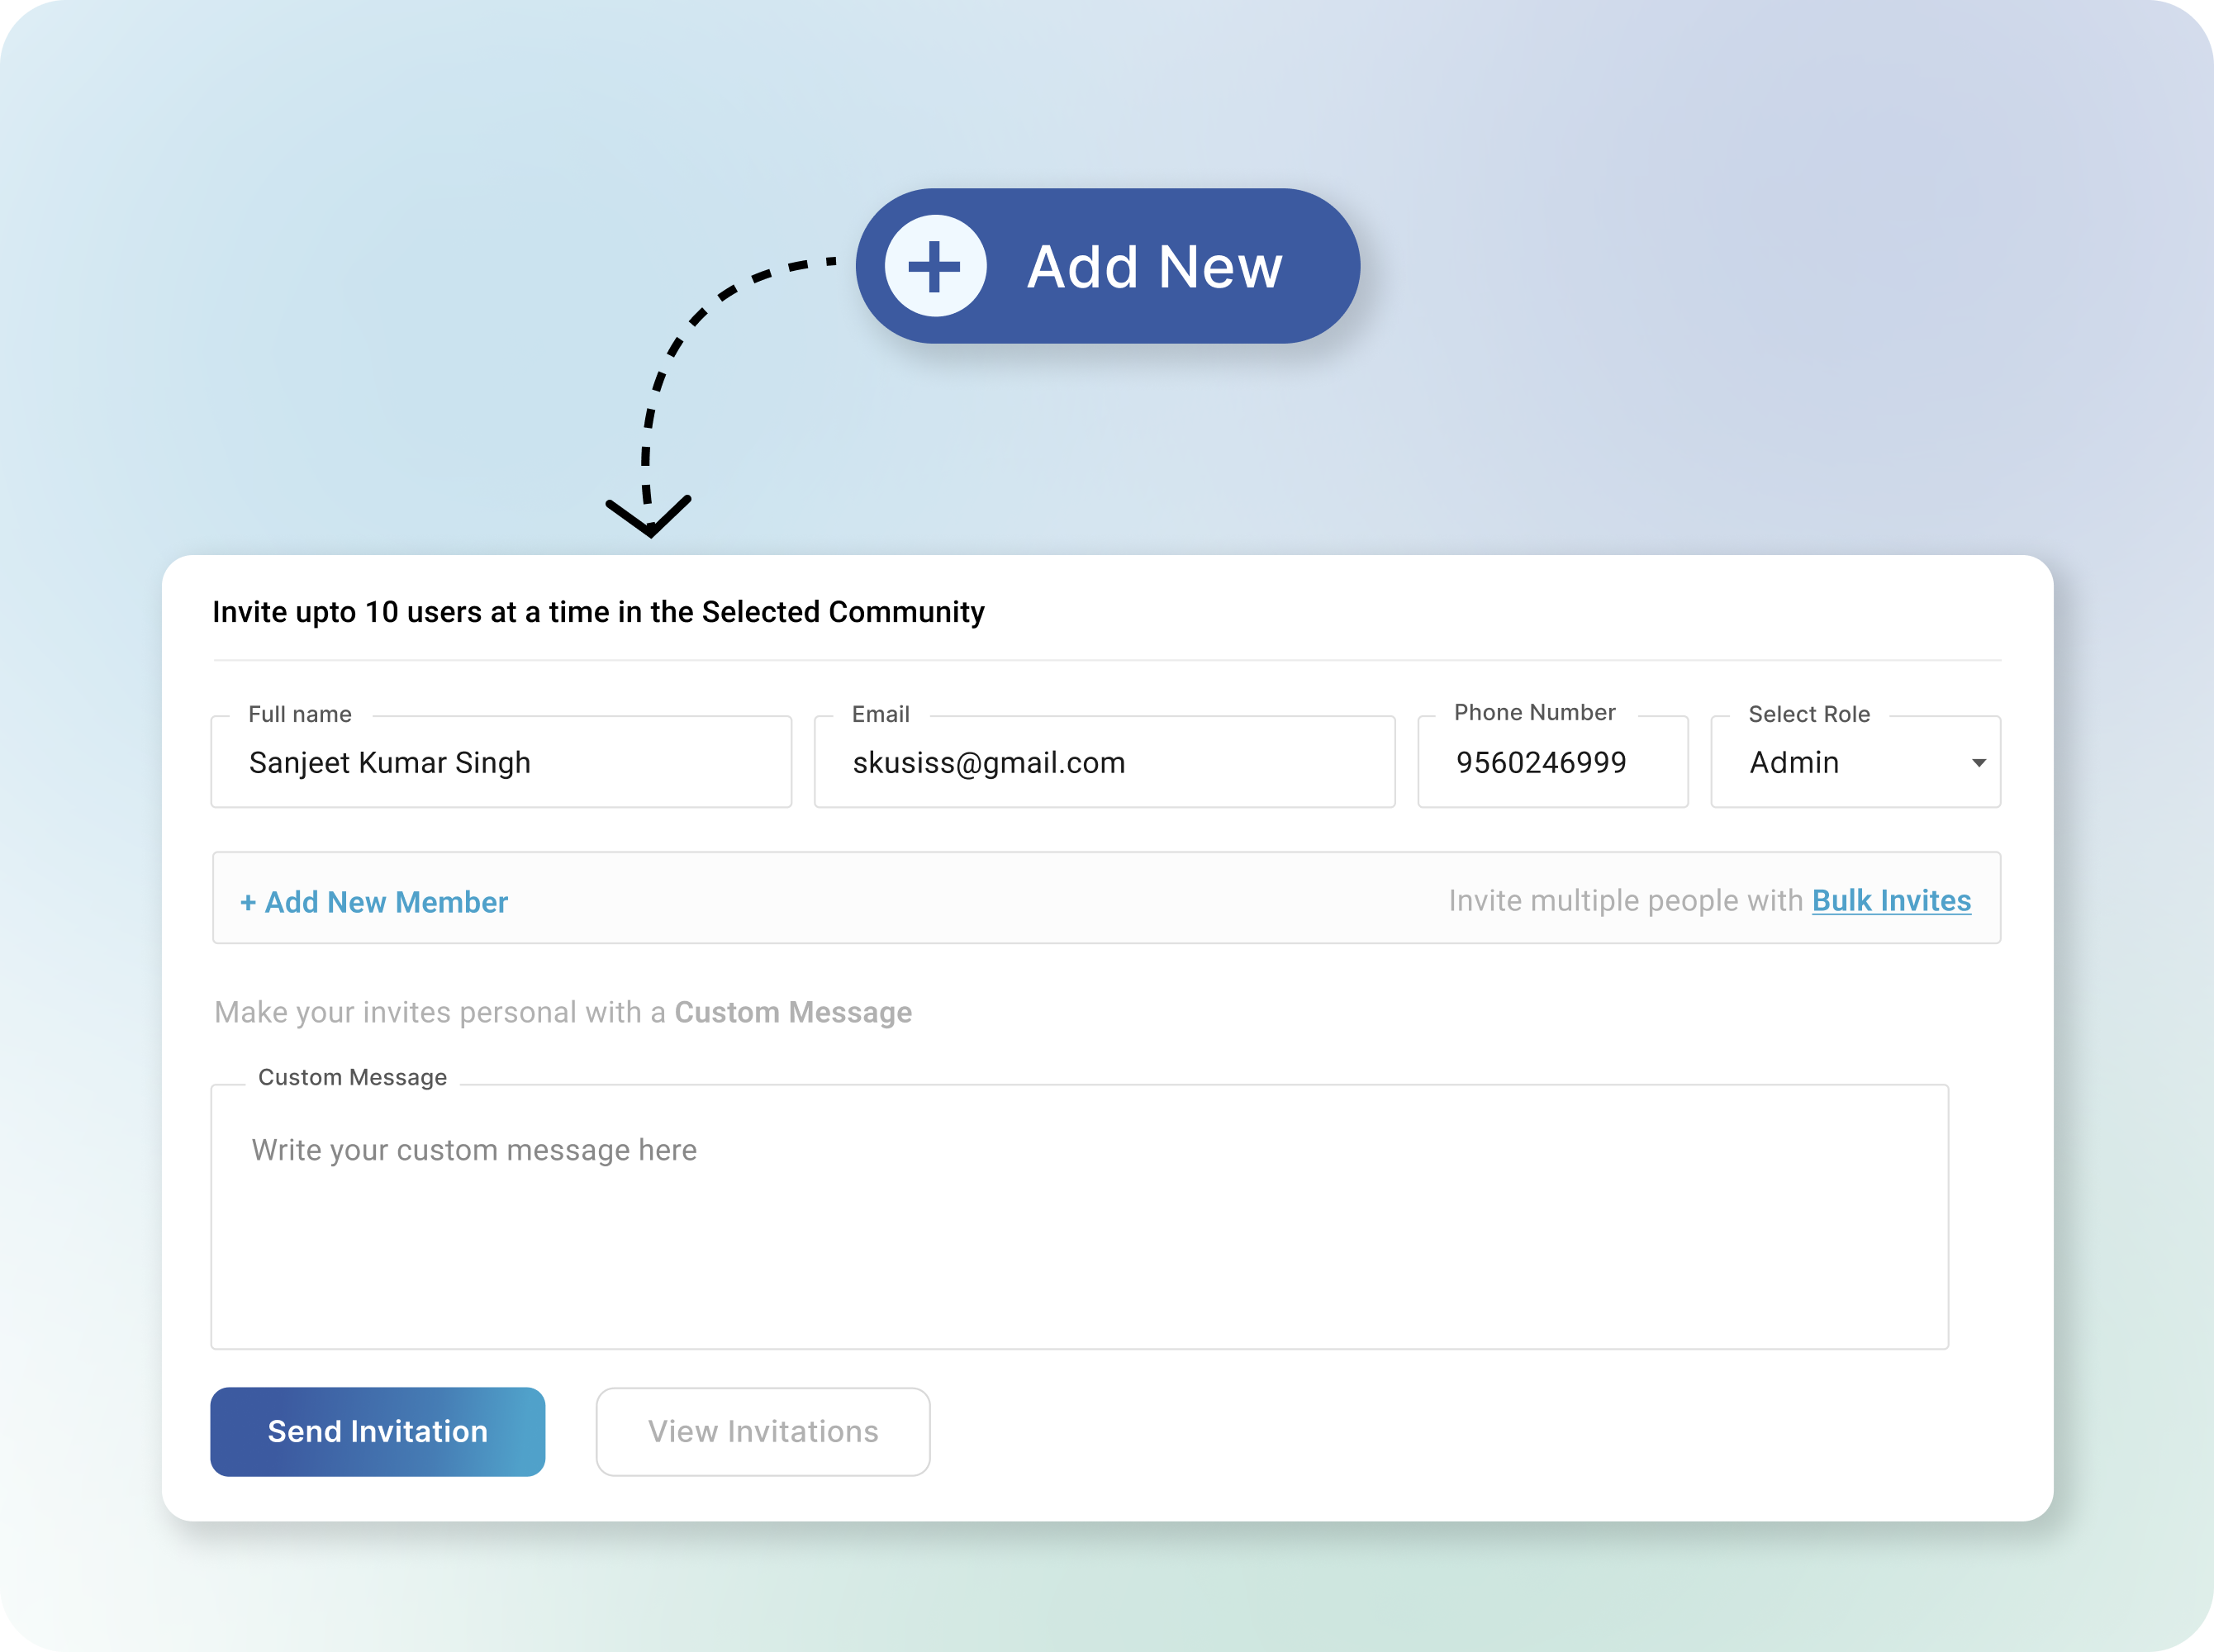 Add New
Invite upto 10 users at a time in the Selected Community
Full name
Email
Phone Number
Select Role
Sanjeet Kumar Singh
skusiss@gmail.com
9560246999
Admin
+ Add New Member
Invite multiple people with Bulk Invites
Make your invites personal with a Custom Message
Custom Message
Write your custom message here
Send Invitation
View Invitations